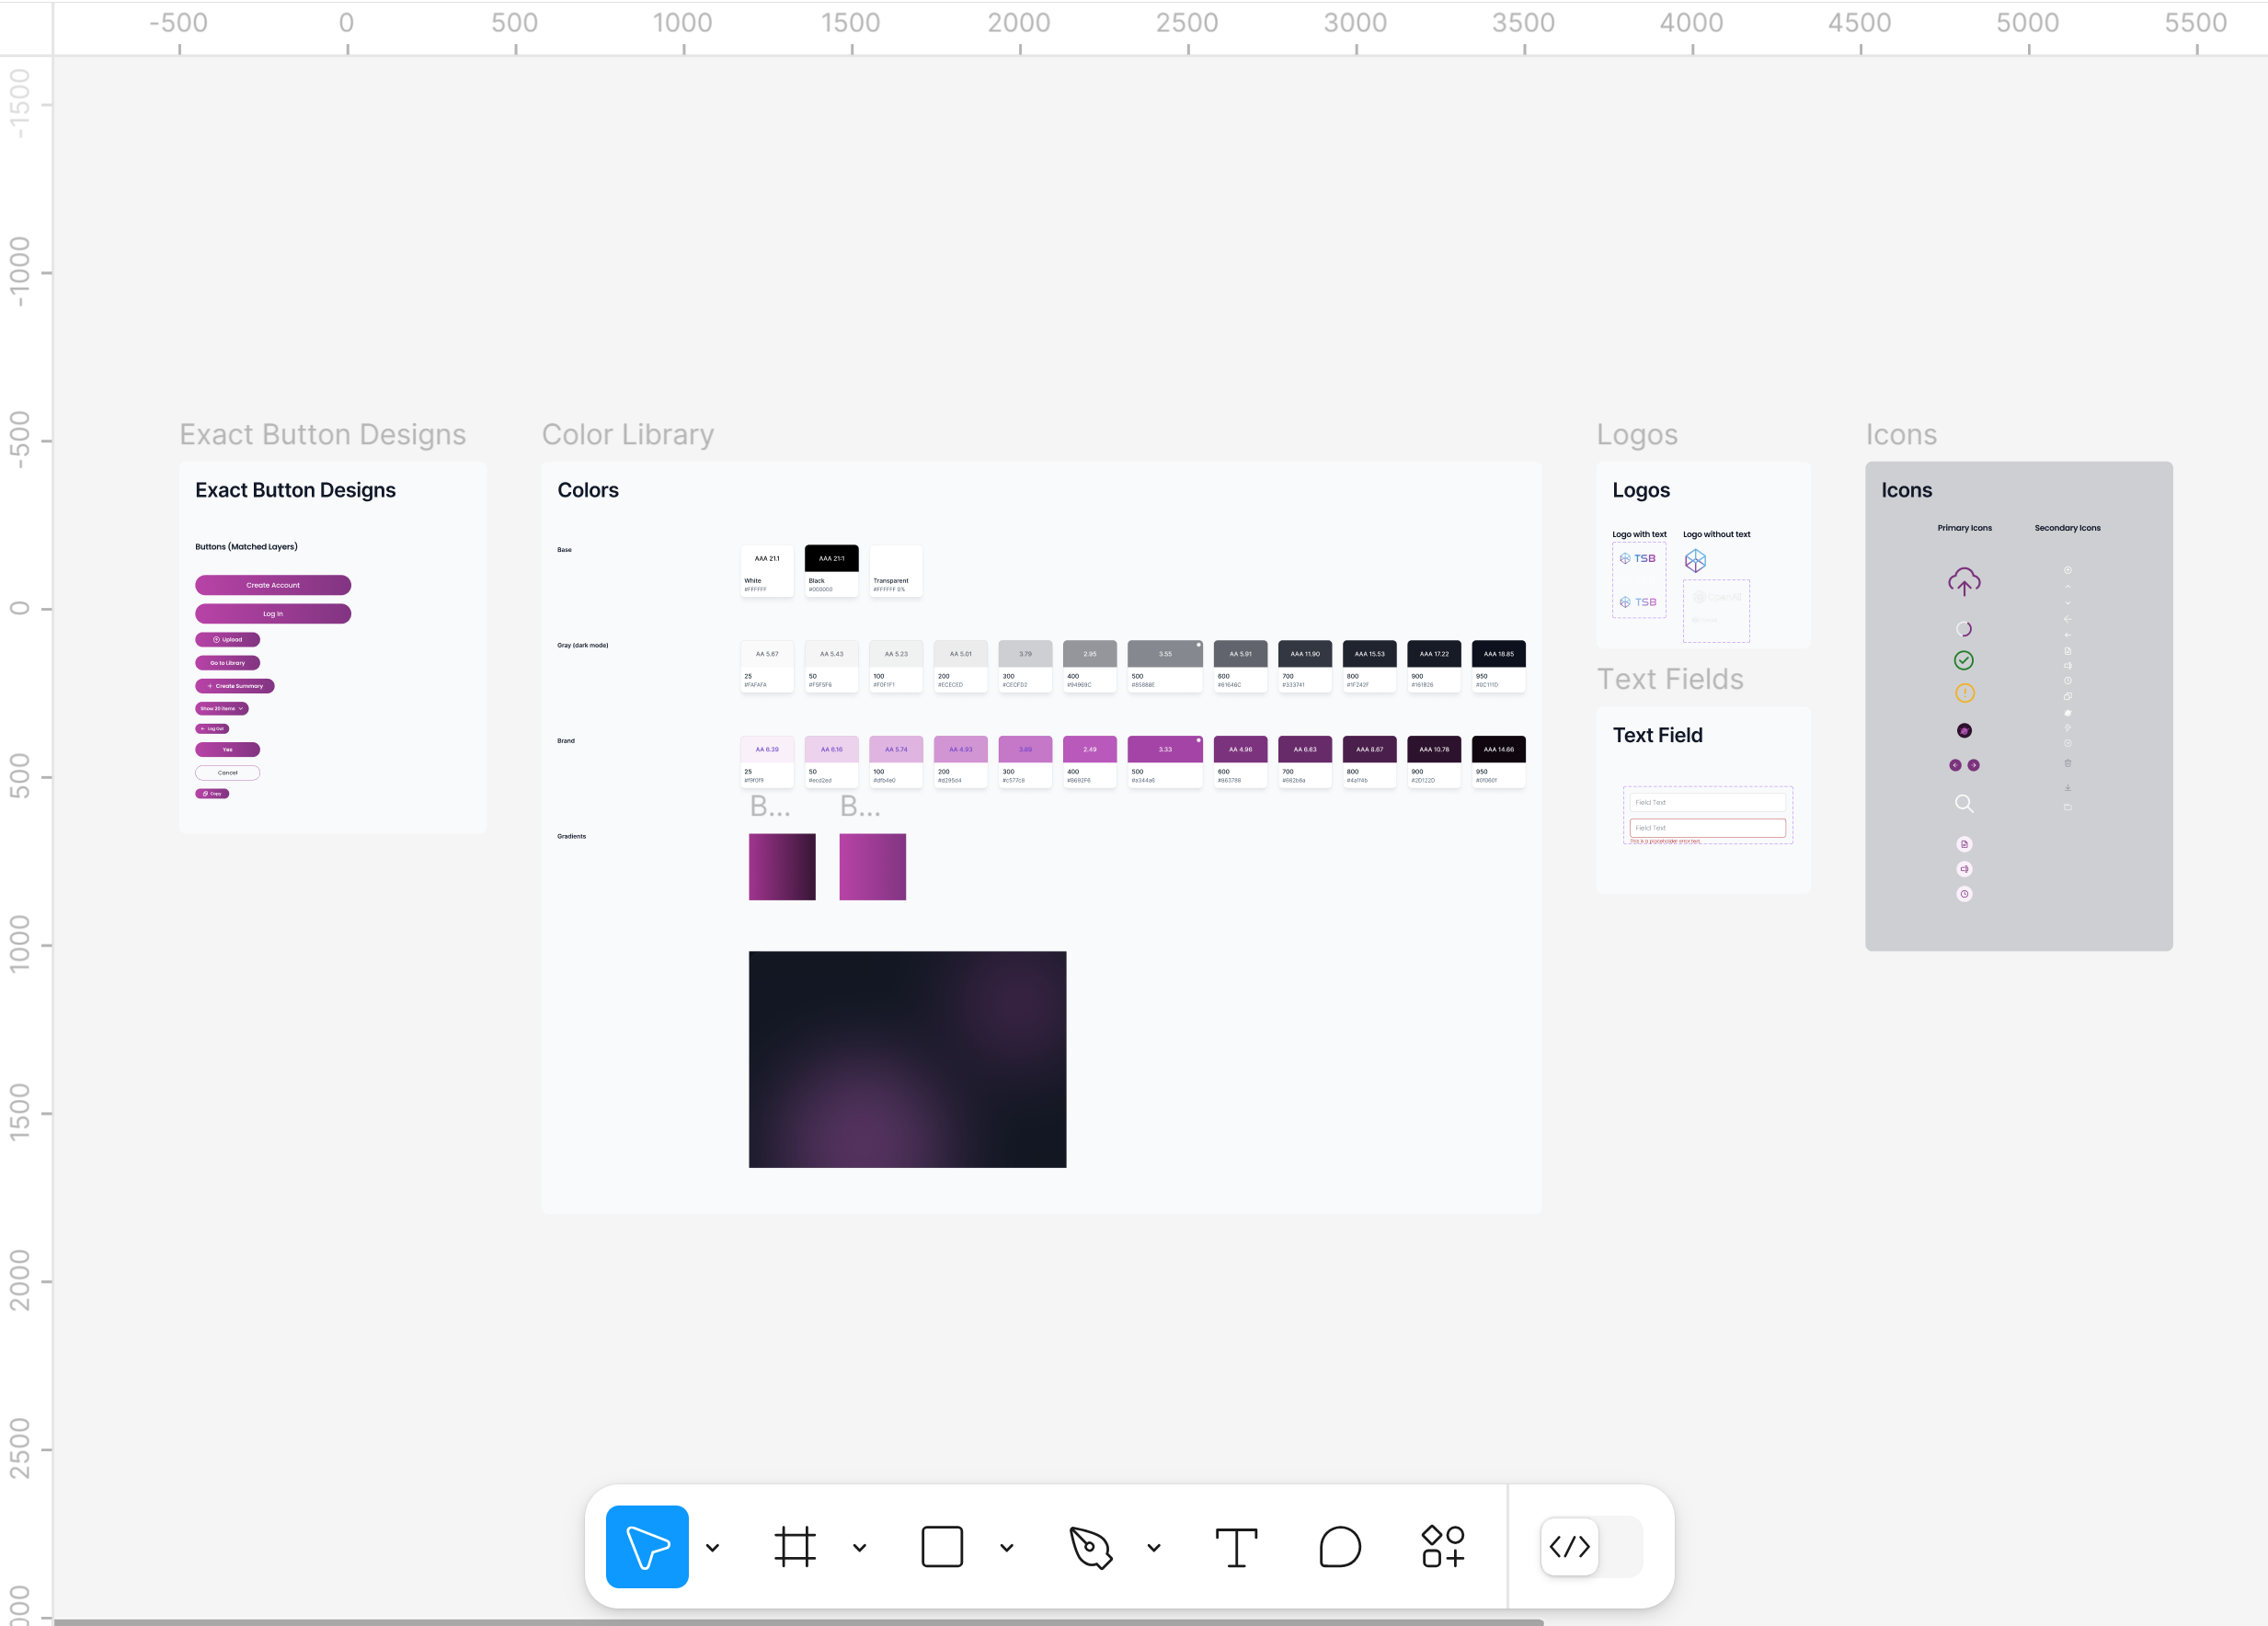 -500 0 500 1000 1500 2000 2500 3000 3500 4000 4500 5000 5500
-1500
-1000
-500
0
500
1000
1500
2000
2500
Exact Button Designs
Exact Button Designs
Buttons (Matched Layers)
Create Account
Log In
Upload
Go to Library
+ Create Summary
Show 20 items
Log Out
Yes
Cancel
Copy
Color Library
Colors
Base
AAA 21:1 AAA 21:1
White Black Transparent
#FFFFFF #000000 #FFFFFF 0%
Gray (dark mode)
AA 5.67 AA 5.43 AA 5.23 AA 5.01 3.79 2.95 3.55 AA 5.91 AAA 11.90 AAA 15.53 AAA 17.22 AAA 18.85
25 50 100 200 300 400 500 600 700 800 900 950
#FAFAFA #F5F5F6 #F0F1F1 #ECECED #CECFD2 #94969C #85888E #61646C #333741 #1F242F #161B26 #0C111D
Brand
AA 6.39 AA 6.16 AA 5.74 AA 4.93 2.49 3.33 AA 4.96 AA 6.63 AAA 8.67 AAA 10.78 AAA 14.66
25 50 100 200 300 400 500 600 700 800 900 950
#f9f0f9 #ecd2ed #dfb4e0 #d295d4 #c577c8 #a344a6 #2D122D
B... B...
Gradients
Logos
Logos
Logo with text Logo without text
TSB
TSB
OpenAI
Text Fields
Text Field
Field Text
Field Text
This is a placeholder error text.
Icons
Icons
Primary Icons Secondary Icons